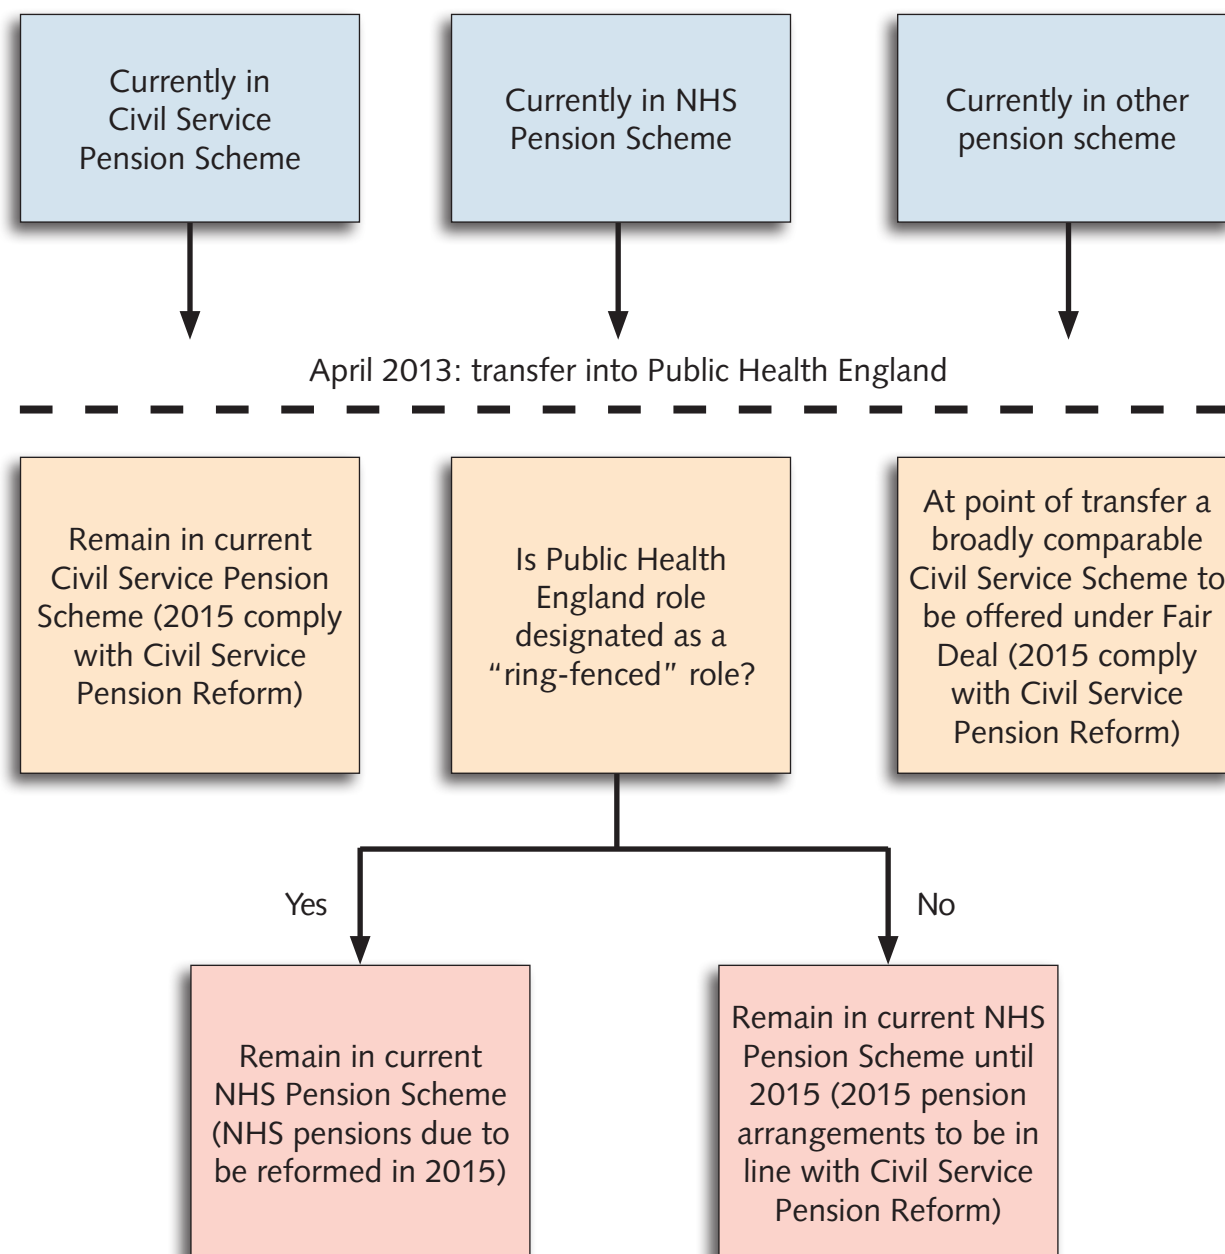 Currently in
Civil Service
Pension Scheme
Currently in NHS
Pension Scheme
Currently in other
pension scheme
April 2013: transfer into Public Health England
Remain in current
Civil Service Pension
Scheme (2015 comply
with Civil Service
Pension Reform)
Is Public Health
England role
designated as a
“ring-fenced” role?
At point of transfer a
broadly comparable
Civil Service Scheme to
be offered under Fair
Deal (2015 comply
with Civil Service
Pension Reform)
Yes
No
Remain in current
NHS Pension Scheme
(NHS pensions due to
be reformed in 2015)
Remain in current NHS
Pension Scheme until
2015 (2015 pension
arrangements to be in
line with Civil Service
Pension Reform)